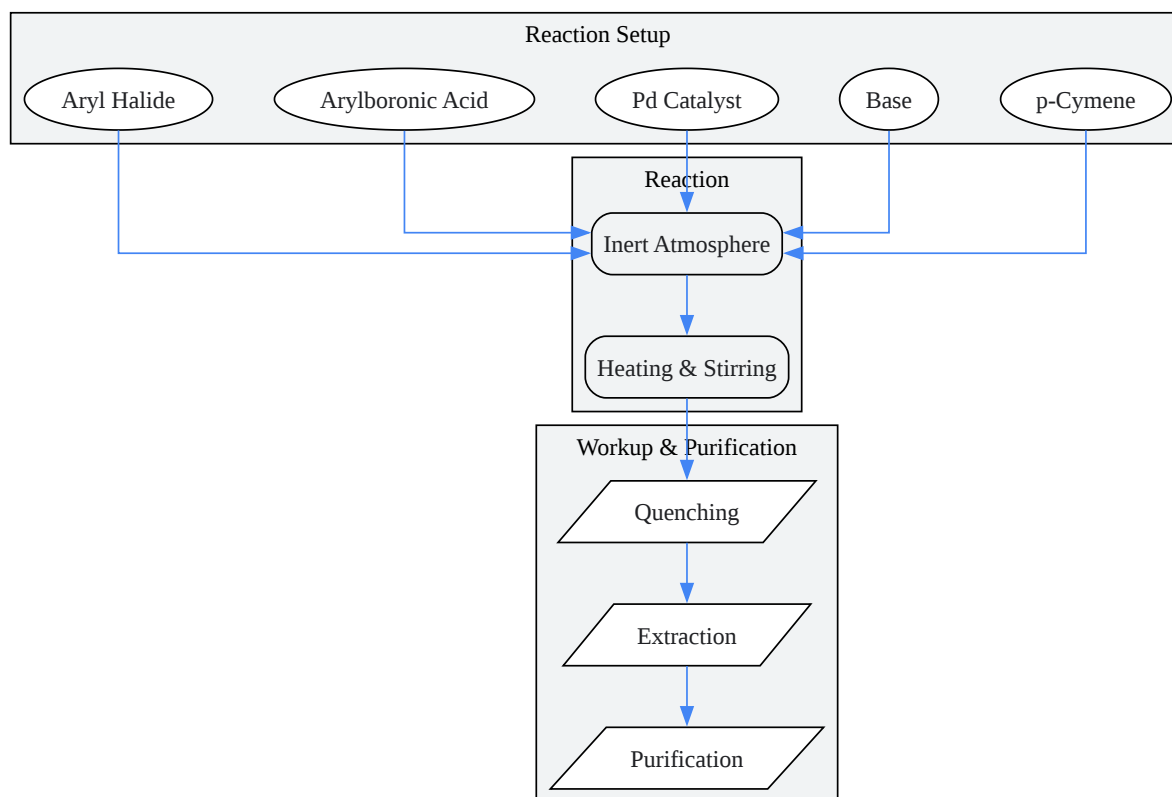 Reaction Setup
Aryl Halide
Arylboronic Acid
Pd Catalyst
Base
p-Cymene
Reaction
Inert Atmosphere
Heating & Stirring
Workup & Purification
Quenching
Extraction
Purification